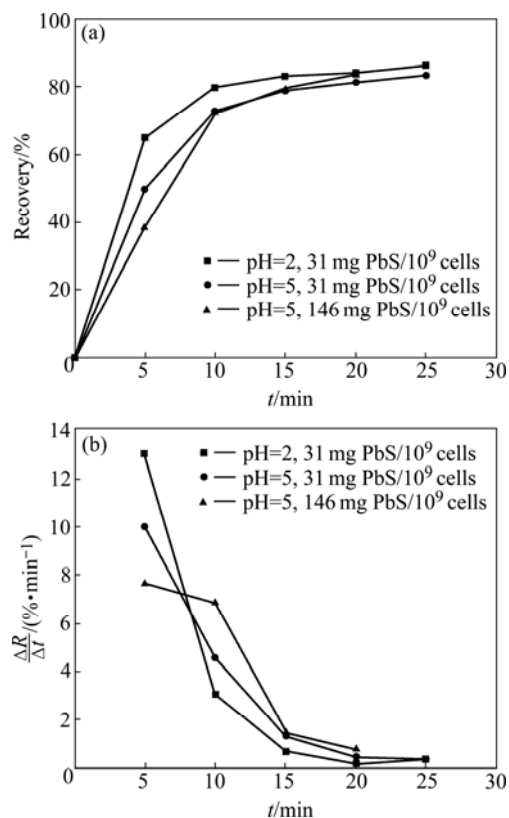 (a)
100
80
60
40
20
0
Recovery/%
pH=2, 31 mg PbS/10⁹ cells
pH=5, 31 mg PbS/10⁹ cells
pH=5, 146 mg PbS/10⁹ cells
5 10 15 20 25 30
t/min
(b)
14
12
10
8
6
4
2
0
ΔR/Δt/(%•min⁻¹)
pH=2, 31 mg PbS/10⁹ cells
pH=5, 31 mg PbS/10⁹ cells
pH=5, 146 mg PbS/10⁹ cells
5 10 15 20 25 30
t/min